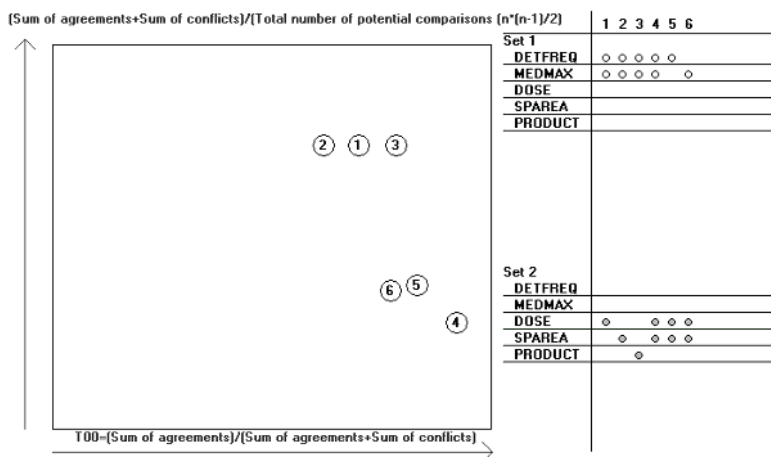 (Sum of agreements+Sum of conflicts)/(Total number of potential comparisons (n*(n-1)/2)
1 2 3 4 5 6
Set 1
DETFREQ
MEDMAX
DOSE
SPAREA
PRODUCT
2 1 3
6 5
4
Set 2
DETFREQ
MEDMAX
DOSE
SPAREA
PRODUCT
T00=(Sum of agreements)/(Sum of agreements+Sum of conflicts)